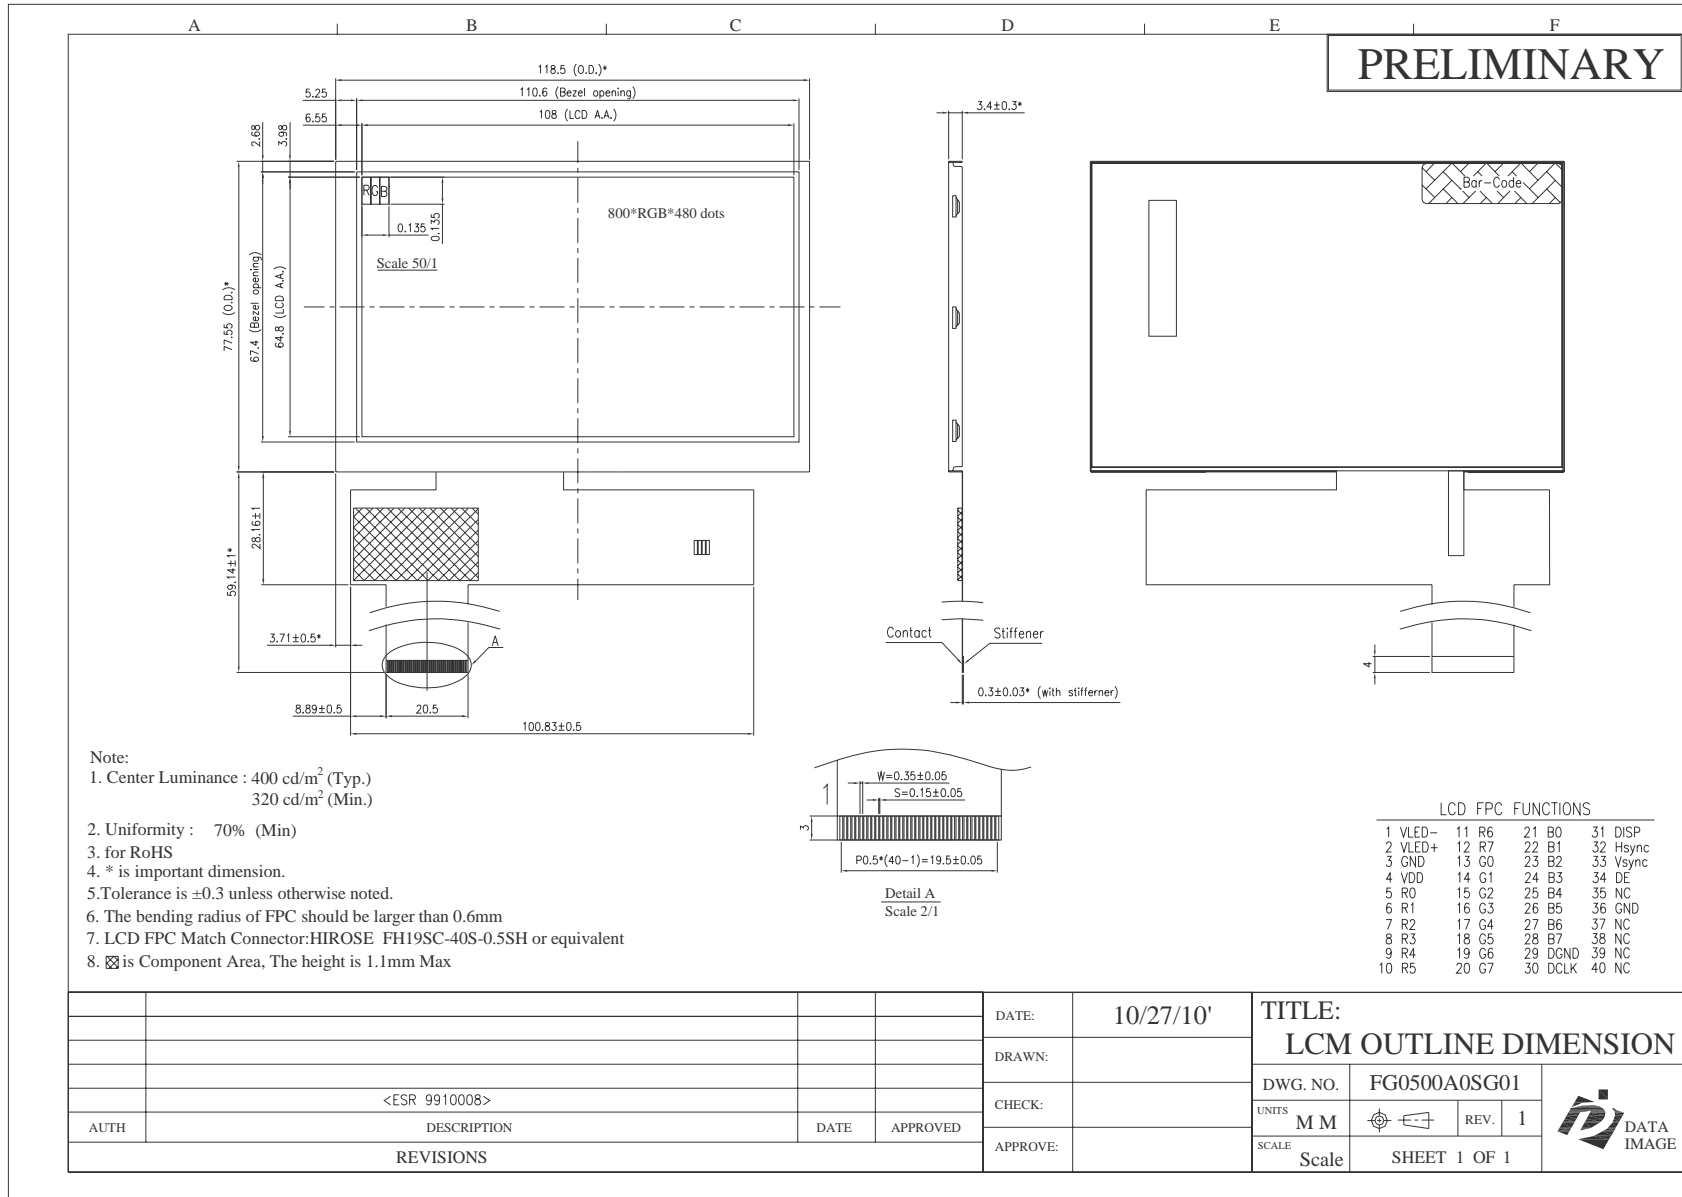 A B C D E F
PRELIMINARY
118.5 (O.D.)*
5.25
110.6 (Bezel opening)
6.55
108 (LCD A.A.)
2.68
3.98
3.4±0.3*
RGB
0.135
0.135
800*RGB*480 dots
Scale 50/1
Bar-Code
77.55 (O.D.)*
67.4 (Bezel opening)
64.8 (LCD A.A.)
28.16±1
59.14±1*
3.71±0.5*
A
Contact
Stiffener
4
8.89±0.5
20.5
0.3±0.03* (with stifferner)
100.83±0.5
Note:
1. Center Luminance : 400 cd/m² (Typ.)
320 cd/m² (Min.)
2. Uniformity : 70% (Min)
3. for RoHS
4. * is important dimension.
5.Tolerance is ±0.3 unless otherwise noted.
6. The bending radius of FPC should be larger than 0.6mm
7. LCD FPC Match Connector:HIROSE FH19SC-40S-0.5SH or equivalent
8. is Component Area, The height is 1.1mm Max
W=0.35±0.05
1
S=0.15±0.05
3
P0.5*(40-1)=19.5±0.05
Detail A
Scale 2/1
LCD FPC FUNCTIONS
1 VLED- 11 R6 21 B0 31 DISP
2 VLED+ 12 R7 22 B1 32 Hsync
3 GND 13 G0 23 B2 33 Vsync
4 VDD 14 G1 24 B3 34 DE
5 R0 15 G2 25 B4 35 NC
6 R1 16 G3 26 B5 36 GND
7 R2 17 G4 27 B6 37 NC
8 R3 18 G5 28 B7 38 NC
9 R4 19 G6 29 DGND 39 NC
10 R5 20 G7 30 DCLK 40 NC
<ESR 9910008>
AUTH DESCRIPTION DATE APPROVED
REVISIONS
DATE: 10/27/10'
DRAWN:
CHECK:
APPROVE:
TITLE:
LCM OUTLINE DIMENSION
DWG. NO. FG0500A0SG01
UNITS M M REV. 1
SCALE Scale SHEET 1 OF 1
DATA
IMAGE